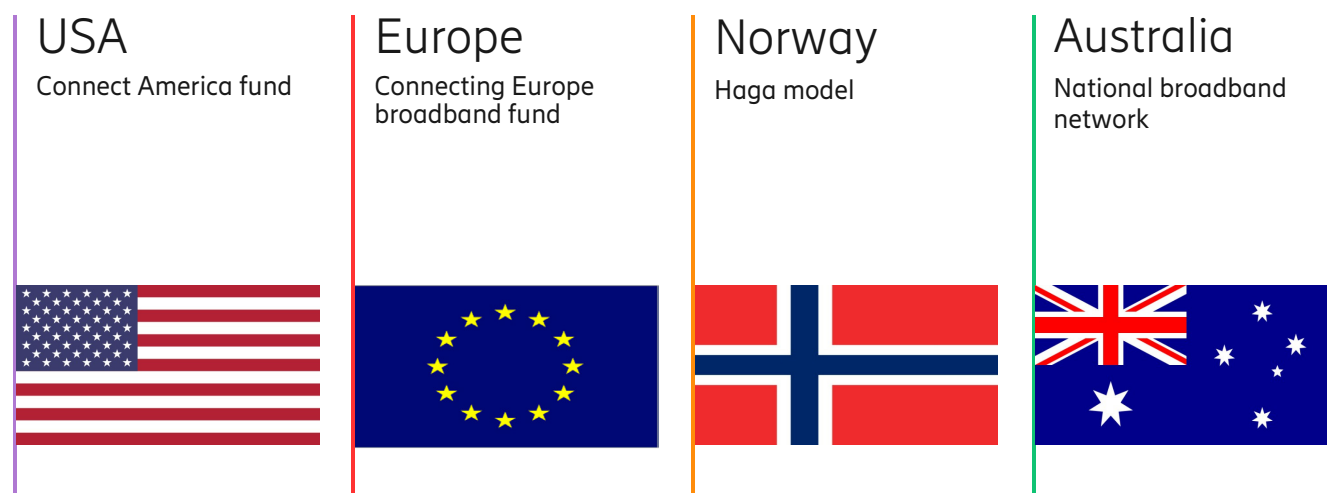 USA
Connect America fund
Europe
Connecting Europe
broadband fund
Norway
Haga model
Australia
National broadband
network